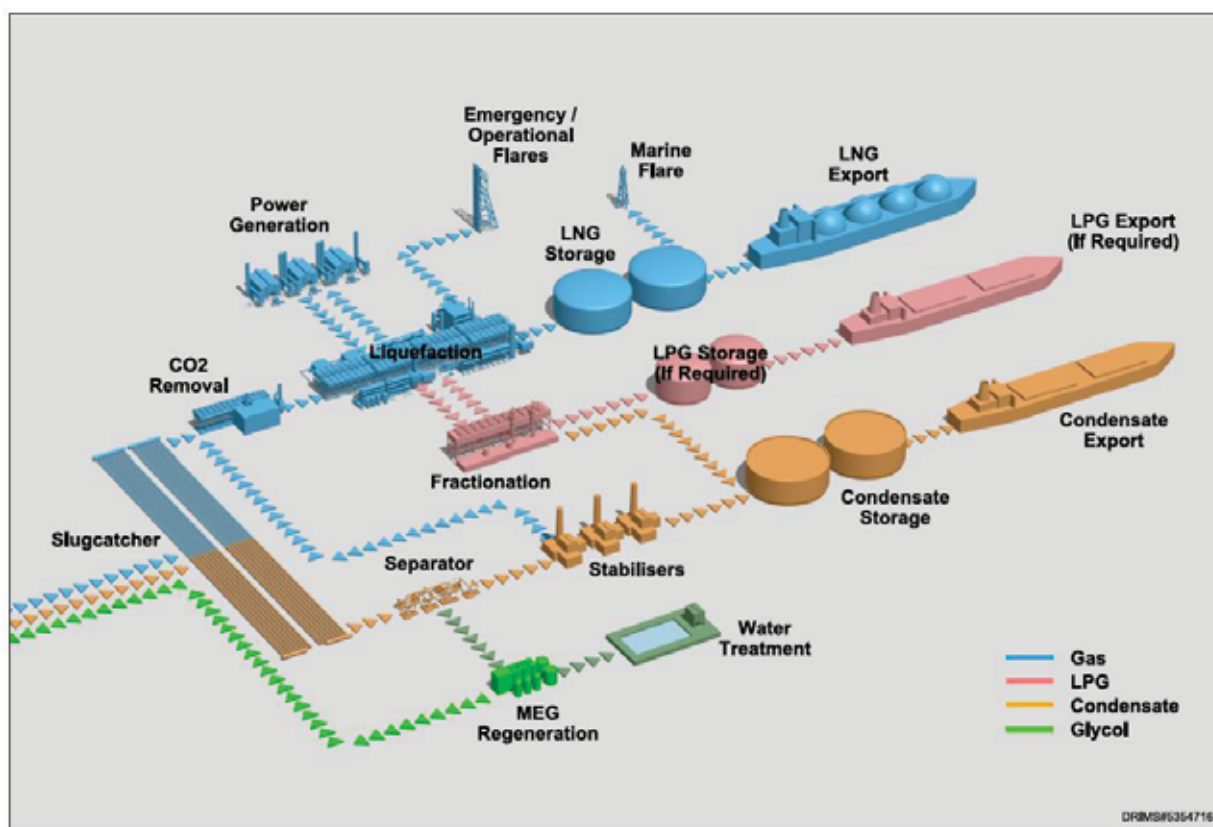 Emergency /
Operational
Flares
Marine
Flare
LNG
Export
Power
Generation
LNG
Storage
LPG Export
(If Required)
Liquefaction
LPG Storage
(If Required)
CO2
Removal
Condensate
Export
Fractionation
Condensate
Storage
Slugcatcher
Separator
Stabilisers
Water
Treatment
MEG
Regeneration
Gas
LPG
Condensate
Glycol
DRIMS#5354716